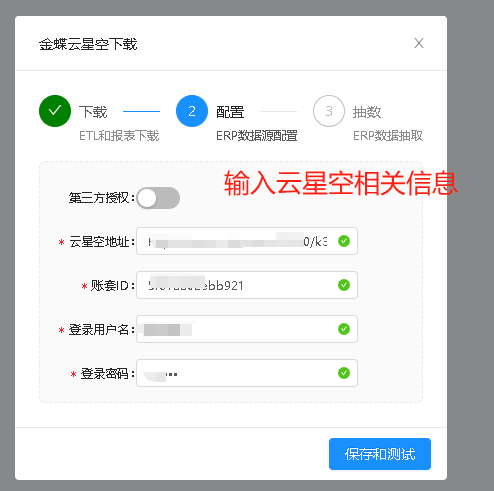 金蝶云星空下载
下载
2 配置
3 抽数
ETL和报表下载
ERP数据源配置
ERP数据抽取
输入云星空相关信息
第三方授权:
* 云星空地址: 0/k3
* 账套ID: ebb921
* 登录用户名:
* 登录密码:
保存和测试